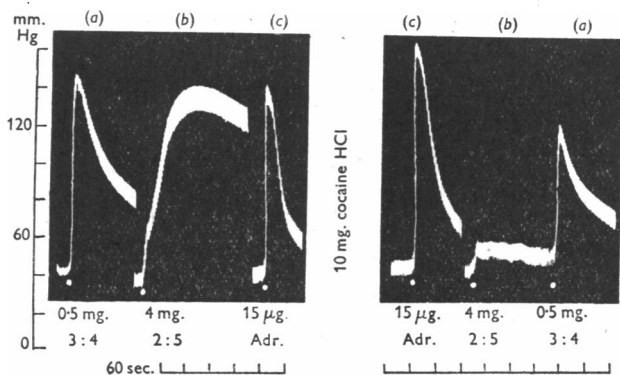 mm.
Hg
(a) (b) (c)
120
60
0
0·5 mg. 4 mg. 15 μg.
3 : 4 2 : 5 Adr.
60 sec.
10 mg. cocaine HCl
(c) (b) (a)
15 μg. 4 mg. 0·5 mg.
Adr. 2 : 5 3 : 4